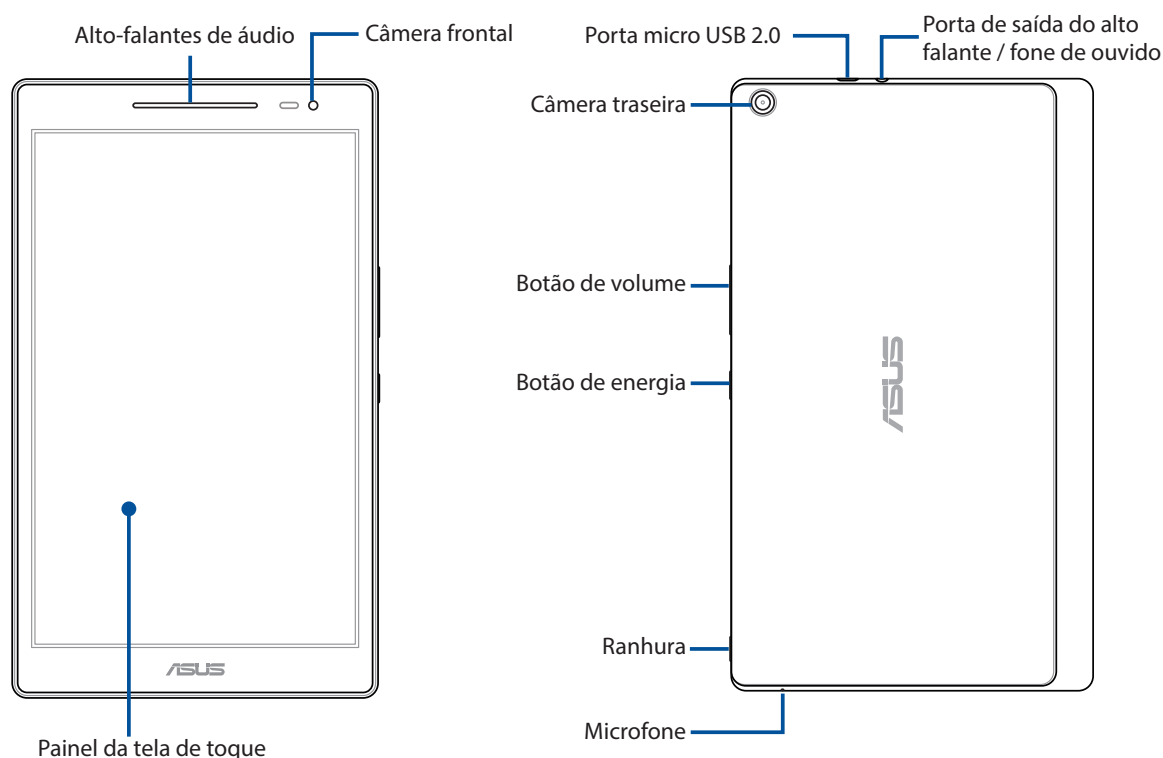 Alto-falantes de áudio
Câmera frontal
ASUS
Painel da tela de toque
Porta micro USB 2.0
Porta de saída do alto
falante / fone de ouvido
Câmera traseira
Botão de volume
Botão de energia
ASUS
Ranhura
Microfone